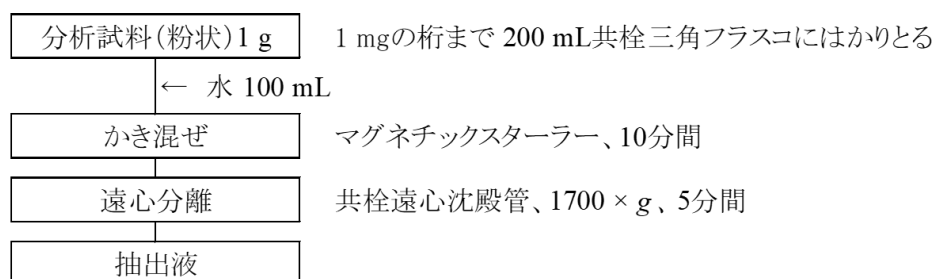 分析試料(粉状)1 g 1 mgの桁まで 200 mL共栓三角フラスコにはかりとる
← 水 100 mL
かき混ぜ マグネチックスターラー、10分間
遠心分離 共栓遠心沈殿管、1700 × g、5分間
抽出液